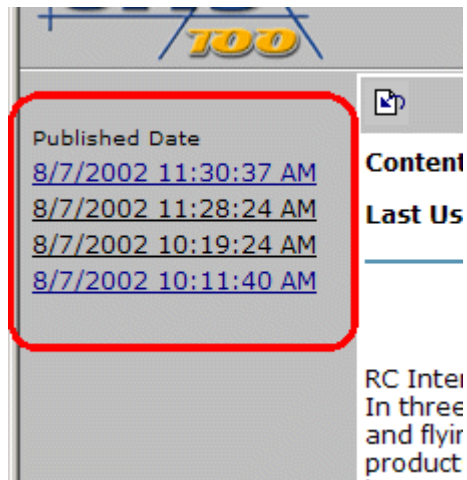 100
Published Date
8/7/2002 11:30:37 AM
8/7/2002 11:28:24 AM
8/7/2002 10:19:24 AM
8/7/2002 10:11:40 AM
Content
Last Us
RC Inter
In three
and flyin
product